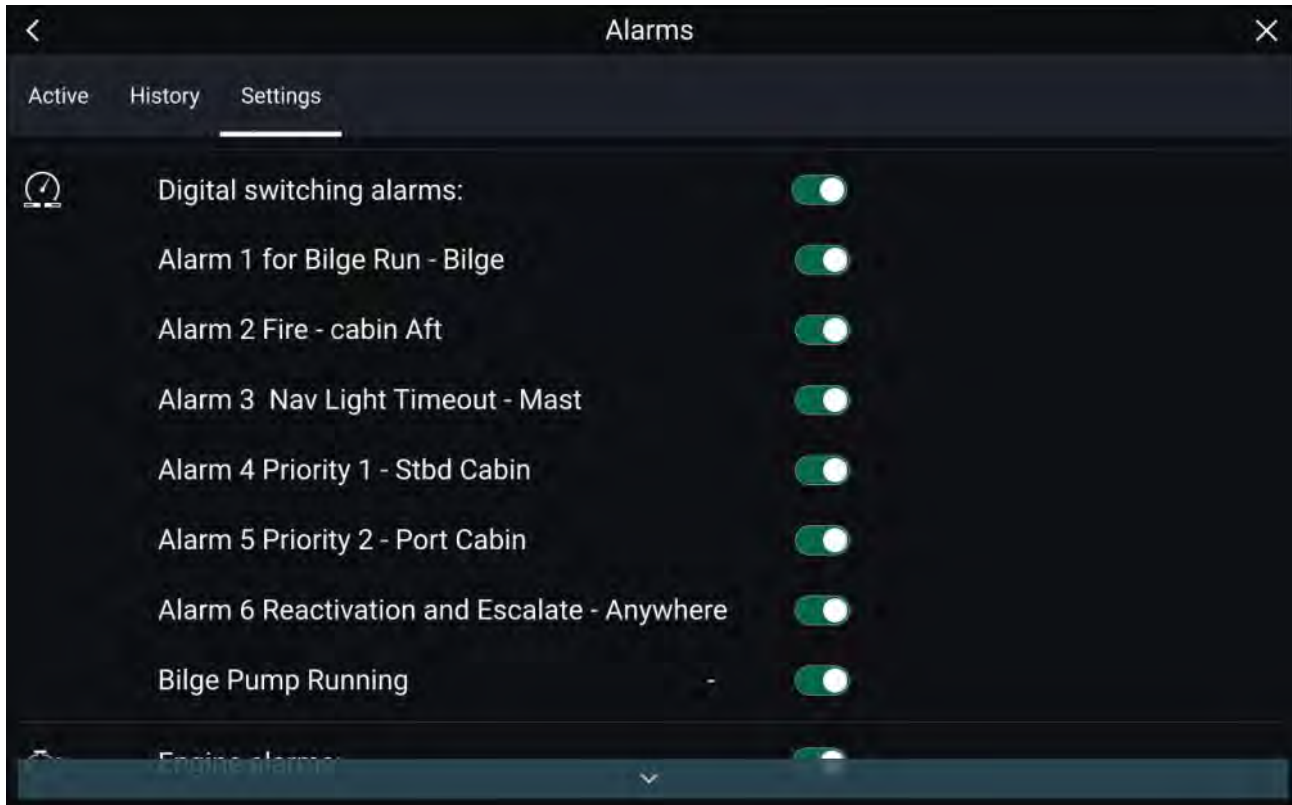 Alarms
Active History Settings
Digital switching alarms:
Alarm 1 for Bilge Run - Bilge
Alarm 2 Fire - cabin Aft
Alarm 3  Nav Light Timeout - Mast
Alarm 4 Priority 1 - Stbd Cabin
Alarm 5 Priority 2 - Port Cabin
Alarm 6 Reactivation and Escalate - Anywhere
Bilge Pump Running -
Engine alarms: